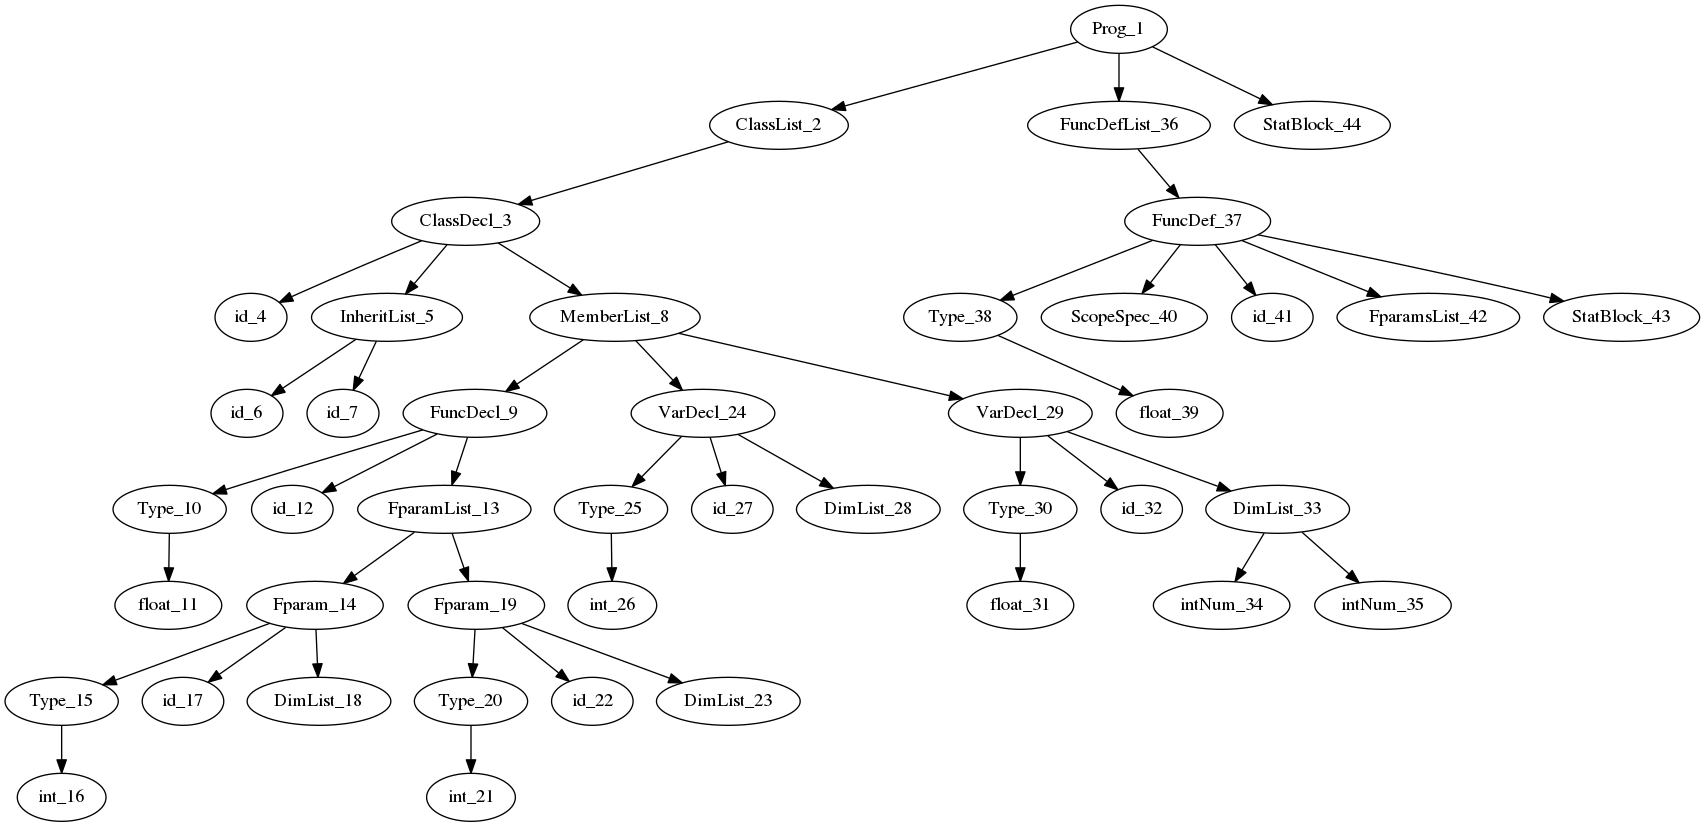 Prog_1
ClassList_2
FuncDefList_36
StatBlock_44
ClassDecl_3
FuncDef_37
id_4
InheritList_5
MemberList_8
Type_38
ScopeSpec_40
id_41
FparamsList_42
StatBlock_43
id_6
id_7
FuncDecl_9
VarDecl_24
VarDecl_29
float_39
Type_10
id_12
FparamList_13
Type_25
id_27
DimList_28
Type_30
id_32
DimList_33
float_11
Fparam_14
Fparam_19
int_26
float_31
intNum_34
intNum_35
Type_15
id_17
DimList_18
Type_20
id_22
DimList_23
int_16
int_21